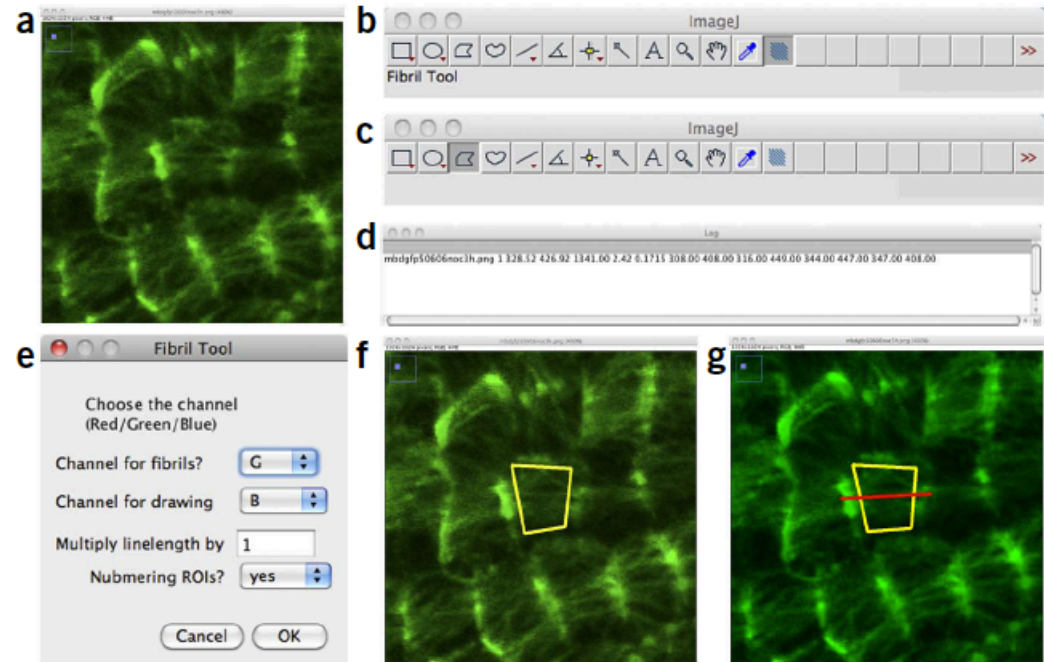 a
b
ImageJ
Fibril Tool
c
ImageJ
d
Log
mbdgfp50606noc3h.png 1 328.52 426.92 1341.00 2.42 0.1715 308.00 408.00 316.00 449.00 344.00 447.00 347.00 408.00
e
Fibril Tool
Choose the channel
(Red/Green/Blue)
Channel for fibrils? G
Channel for drawing B
Multiply linelength by 1
Nubmering ROIs? yes
Cancel OK
f
g